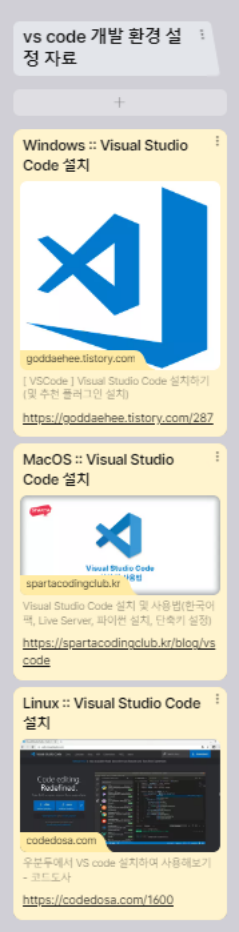 vs code 개발 환경 설
정 자료
+
Windows :: Visual Studio
Code 설치
goddaehee.tistory.com
[ VSCode ] Visual Studio Code 설치하기
(및 추천 플러그인 설치)
https://goddaehee.tistory.com/287
MacOS :: Visual Studio
Code 설치
Visual Studio Code
사용법
spartacodingclub.kr
Visual Studio Code 설치 및 사용법(한국어
팩, Live Server, 파이썬 설치, 단축키 설정)
https://spartacodingclub.kr/blog/vs
code
Linux :: Visual Studio Code
설치
Code editing.
Redefined.
codedosa.com
우분투에서 VS code 설치하여 사용해보기
- 코드도사
https://codedosa.com/1600